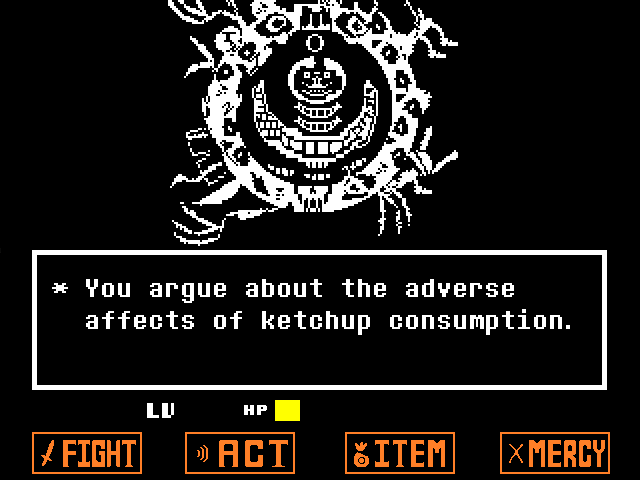 * You argue about the adverse
affects of ketchup consumption.
LV HP
FIGHT ACT ITEM MERCY